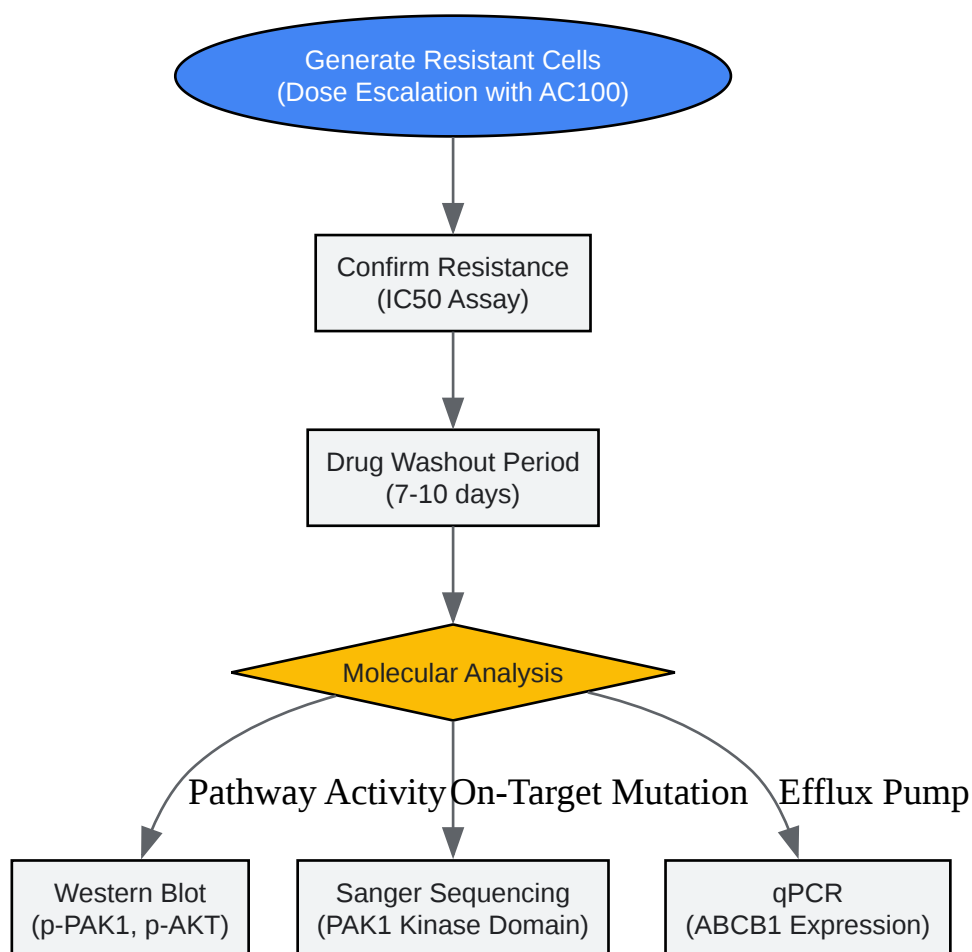 Generate Resistant Cells
(Dose Escalation with AC100)
Confirm Resistance
(IC50 Assay)
Drug Washout Period
(7-10 days)
Molecular Analysis
Pathway Activity
On-Target Mutation
Efflux Pump
Western Blot
(p-PAK1, p-AKT)
Sanger Sequencing
(PAK1 Kinase Domain)
qPCR
(ABCB1 Expression)